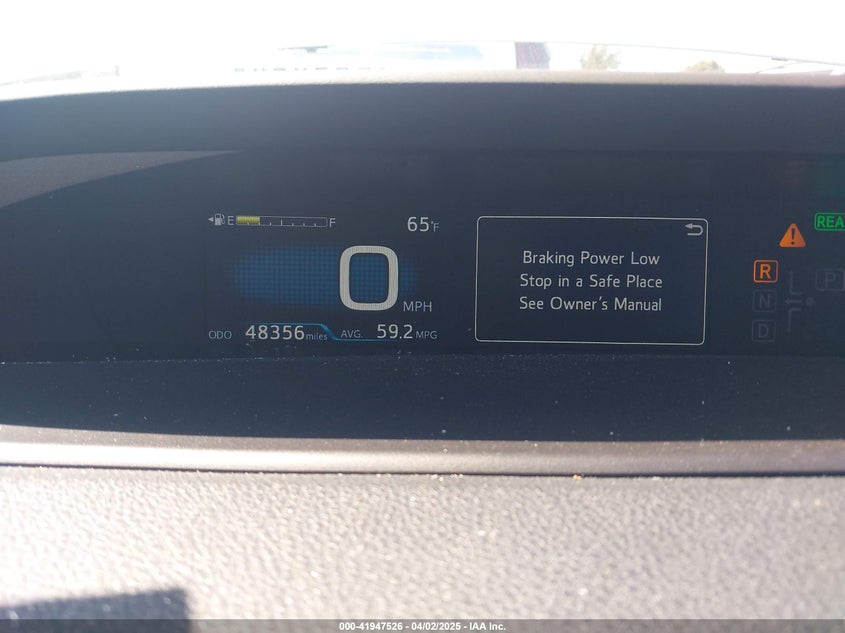 E F
65°F
0 MPH
ODO 48356 miles AVG. 59.2 MPG
Braking Power Low
Stop in a Safe Place
See Owner's Manual
REA
R
N
D
P
000-41947526 - 04/02/2025 - IAA Inc.